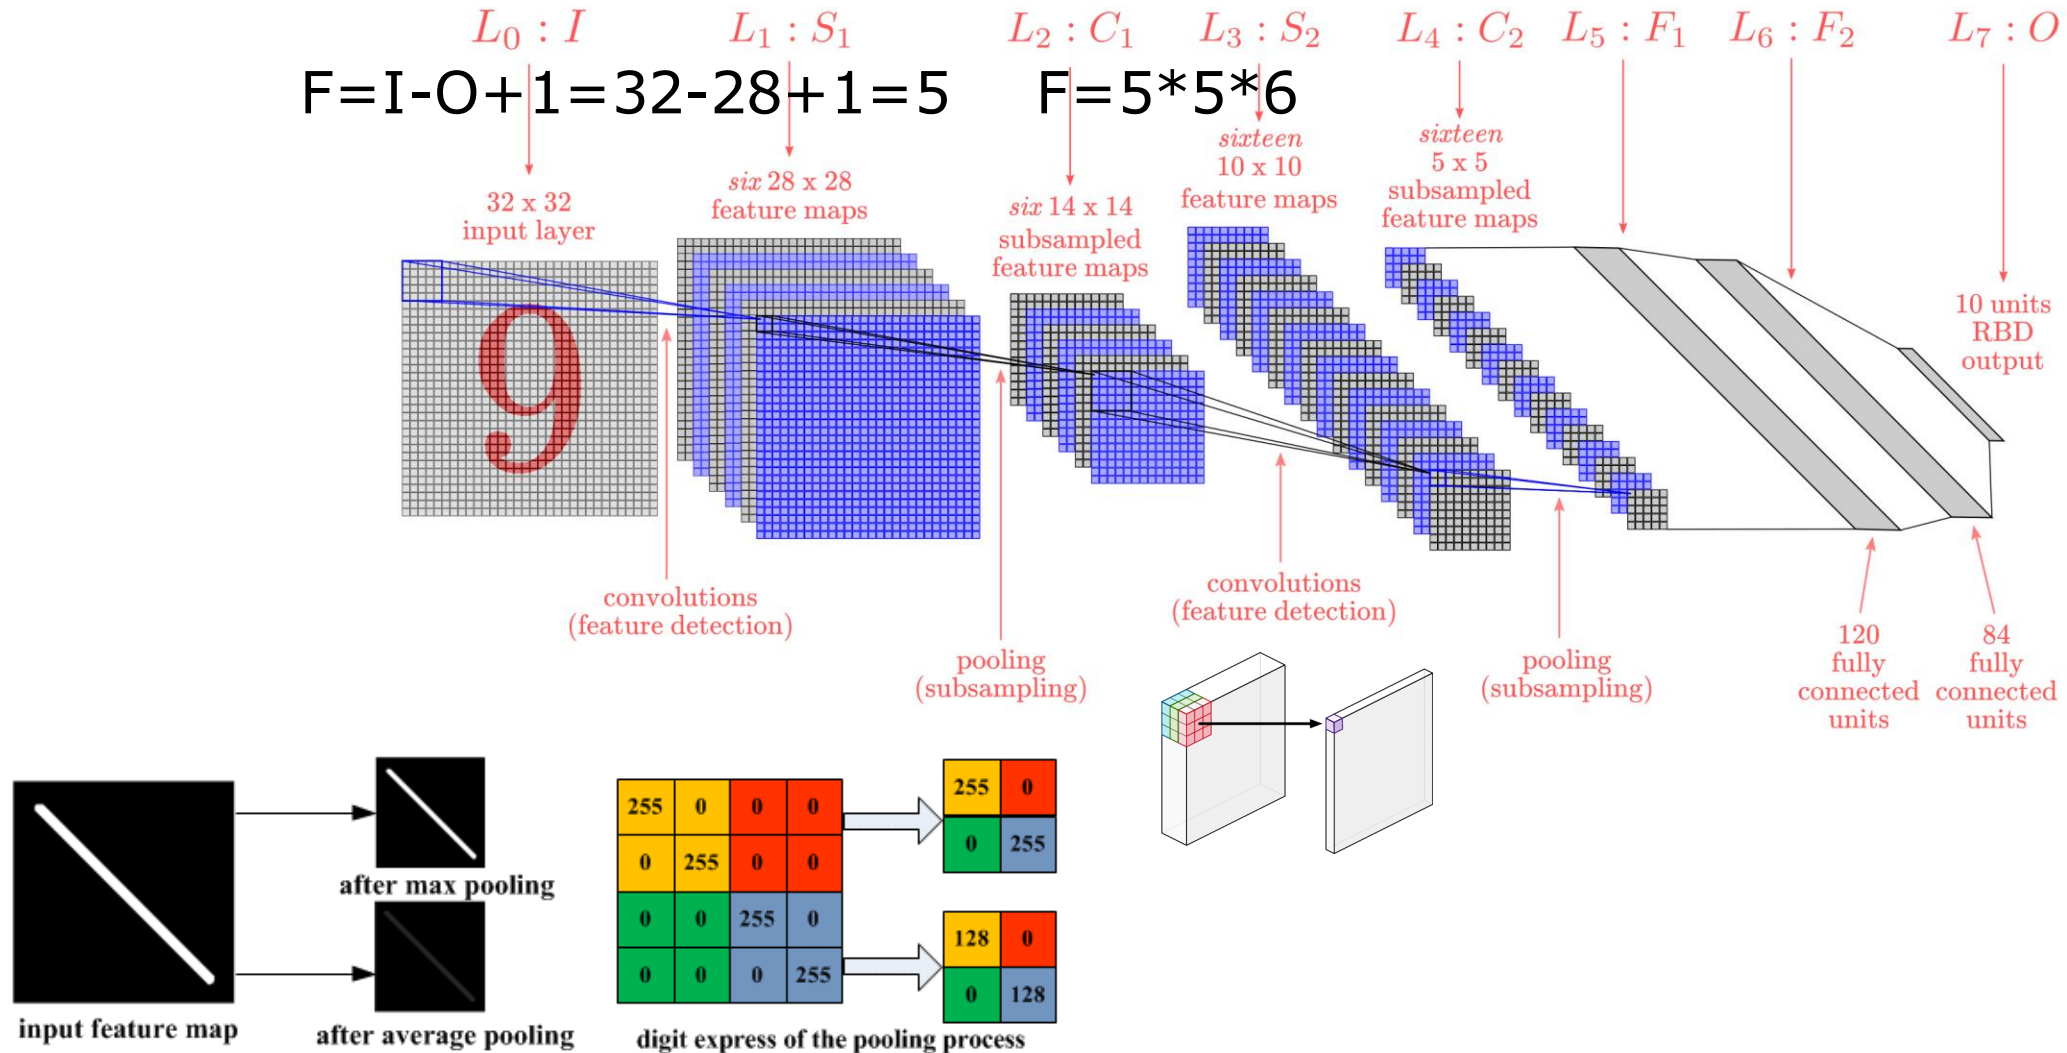 L₀ : I
L₁ : S₁
L₂ : C₁
L₃ : S₂
L₄ : C₂
L₅ : F₁
L₆ : F₂
L₇ : O
F=I-O+1=32-28+1=5
F=5*5*6
32 x 32
input layer
six 28 x 28
feature maps
six 14 x 14
subsampled
feature maps
sixteen
10 x 10
feature maps
sixteen
5 x 5
subsampled
feature maps
10 units
RBD
output
9
convolutions
(feature detection)
pooling
(subsampling)
convolutions
(feature detection)
pooling
(subsampling)
120
fully
connected
units
84
fully
connected
units
after max pooling
input feature map
after average pooling
255 0 0 0
0 255 0 0
0 0 255 0
0 0 0 255
255 0
0 255
128 0
0 128
digit express of the pooling process